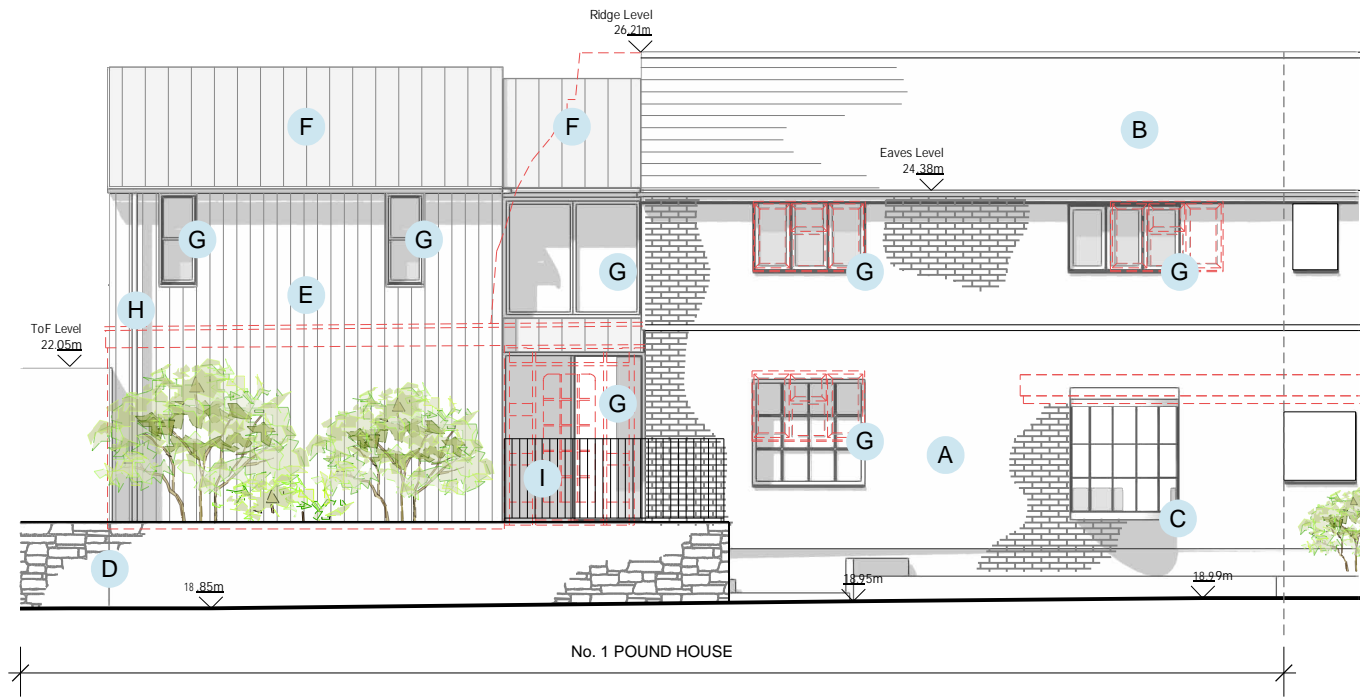 Ridge Level
26.21m
F
F
B
Eaves Level
24.38m
G
G
G
G
G
E
H
ToF Level
22.05m
G
G
A
I
C
D
18.85m
18.95m
18.99m
No. 1 POUND HOUSE